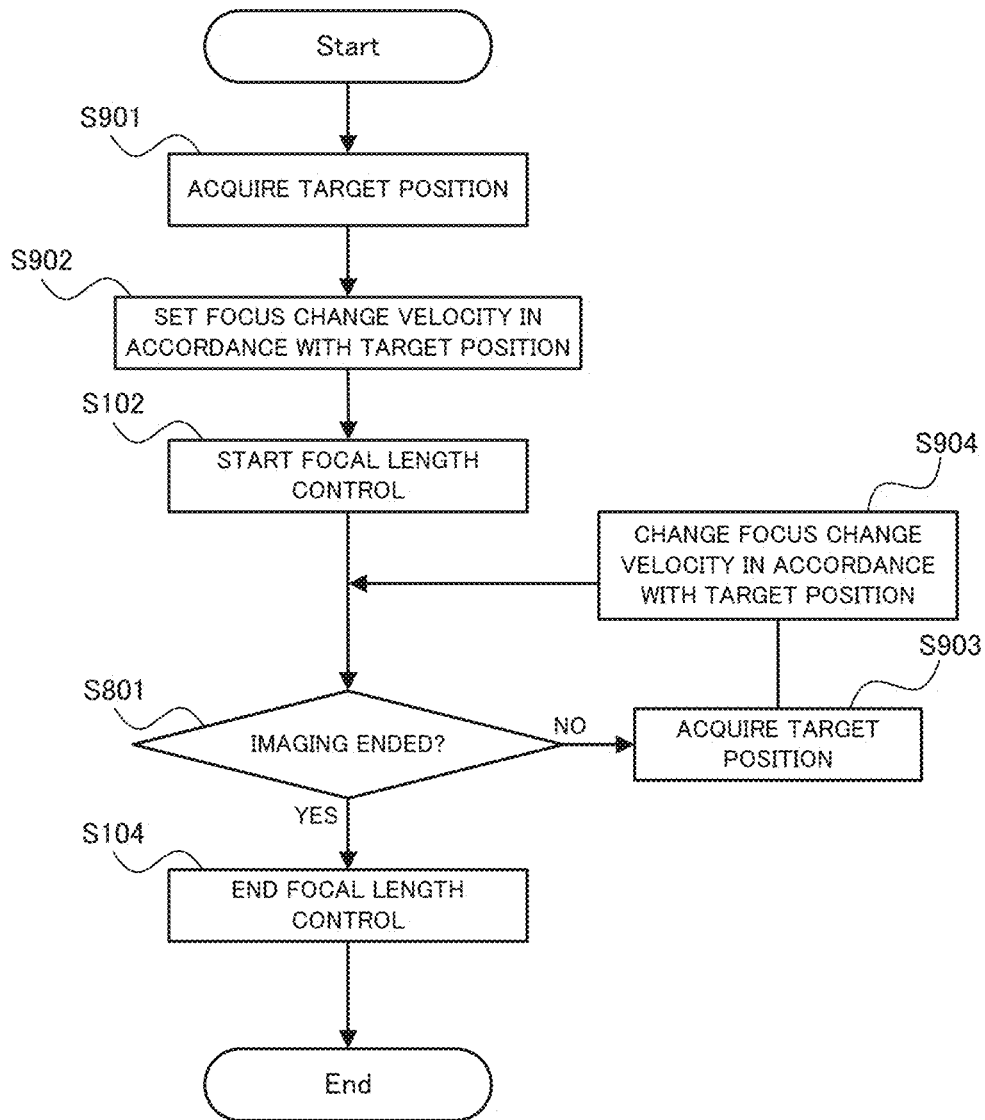 Start
S901
ACQUIRE TARGET POSITION
S902
SET FOCUS CHANGE VELOCITY IN
ACCORDANCE WITH TARGET POSITION
S102
START FOCAL LENGTH
CONTROL
S904
CHANGE FOCUS CHANGE
VELOCITY IN ACCORDANCE
WITH TARGET POSITION
S903
ACQUIRE TARGET
POSITION
S801
IMAGING ENDED?
NO
YES
S104
END FOCAL LENGTH
CONTROL
End